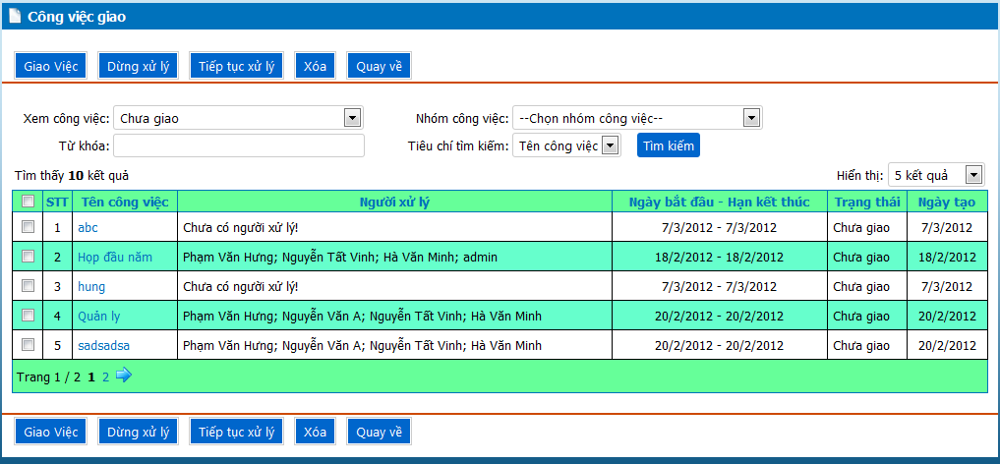 Công việc giao
Giao Việc Dừng xử lý Tiếp tục xử lý Xóa Quay về
Xem công việc: Chưa giao Nhóm công việc: --Chọn nhóm công việc--
Từ khóa: Tiêu chí tìm kiếm: Tên công việc Tìm kiếm
Tìm thấy 10 kết quả Hiển thị: 5 kết quả
STT Tên công việc Người xử lý Ngày bắt đầu - Hạn kết thúc Trạng thái Ngày tạo
1 abc Chưa có người xử lý! 7/3/2012 - 7/3/2012 Chưa giao 7/3/2012
2 Họp đầu năm Phạm Văn Hưng; Nguyễn Tất Vinh; Hà Văn Minh; admin 18/2/2012 - 18/2/2012 Chưa giao 18/2/2012
3 hung Chưa có người xử lý! 7/3/2012 - 7/3/2012 Chưa giao 7/3/2012
4 Quản ly Phạm Văn Hưng; Nguyễn Văn A; Nguyễn Tất Vinh; Hà Văn Minh 20/2/2012 - 20/2/2012 Chưa giao 20/2/2012
5 sadsadsa Phạm Văn Hưng; Nguyễn Văn A; Nguyễn Tất Vinh; Hà Văn Minh 20/2/2012 - 20/2/2012 Chưa giao 20/2/2012
Trang 1 / 2 1 2
Giao Việc Dừng xử lý Tiếp tục xử lý Xóa Quay về